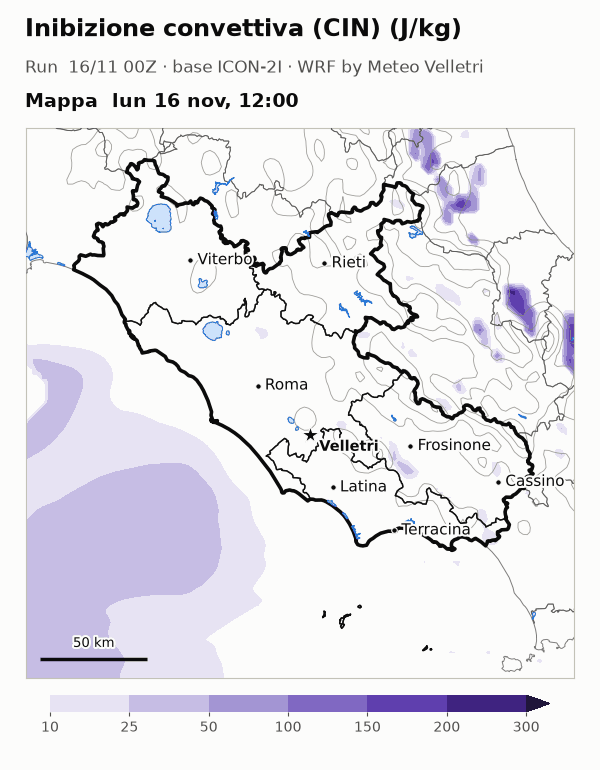 Inibizione convettiva (CIN) (J/kg)
Run  16/11 00Z · base ICON-2I · WRF by Meteo Velletri
Mappa  lun 16 nov, 12:00
Viterbo
Rieti
Roma
Velletri
Frosinone
Cassino
Latina
Terracina
50 km
10 25 50 100 150 200 300